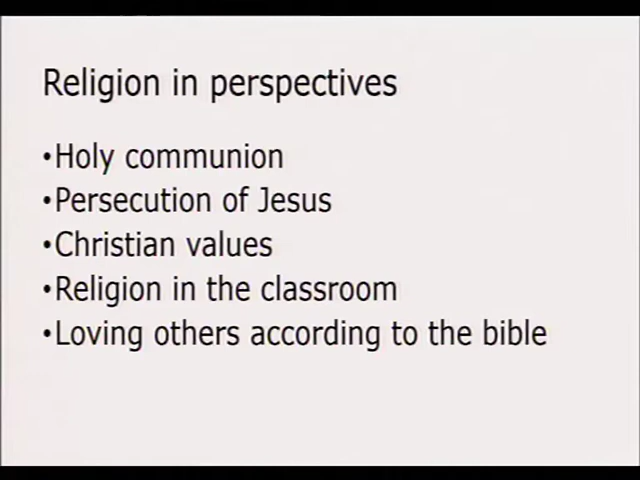 Religion in perspectives
•Holy communion
•Persecution of Jesus
•Christian values
•Religion in the classroom
•Loving others according to the bible